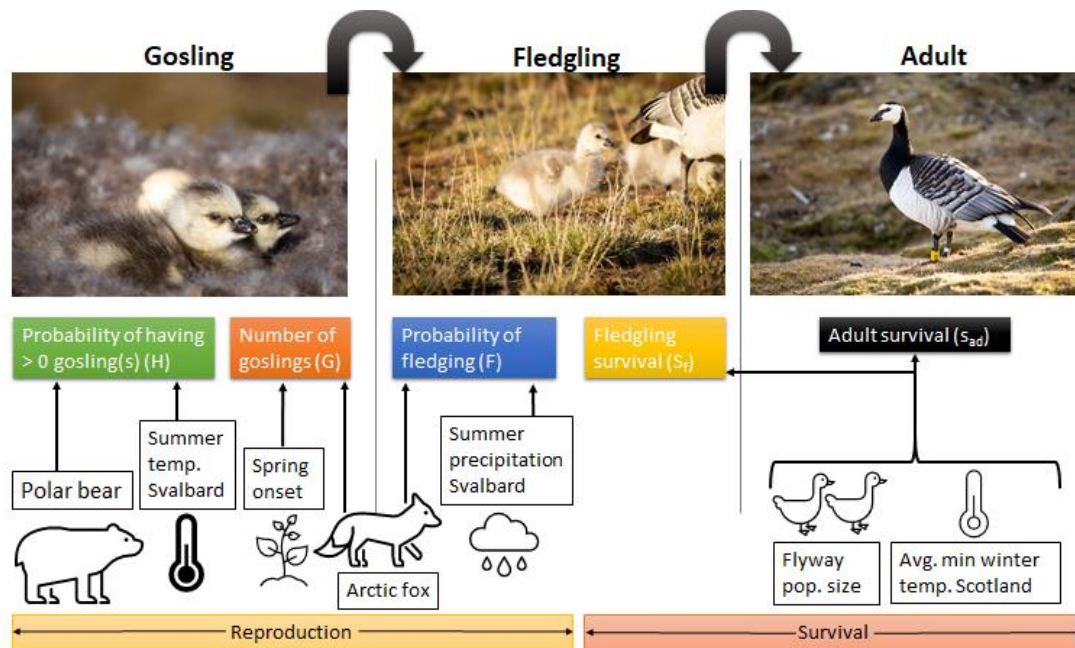 Gosling
Fledgling
Adult
Probability of having
> 0 gosling(s) (H)
Number of
goslings (G)
Probability of
fledging (F)
Fledgling
survival (Sf)
Adult survival (sad)
Polar bear
Summer
temp.
Svalbard
Spring
onset
Arctic fox
Summer
precipitation
Svalbard
Flyway
pop. size
Avg. min winter
temp. Scotland
Reproduction
Survival